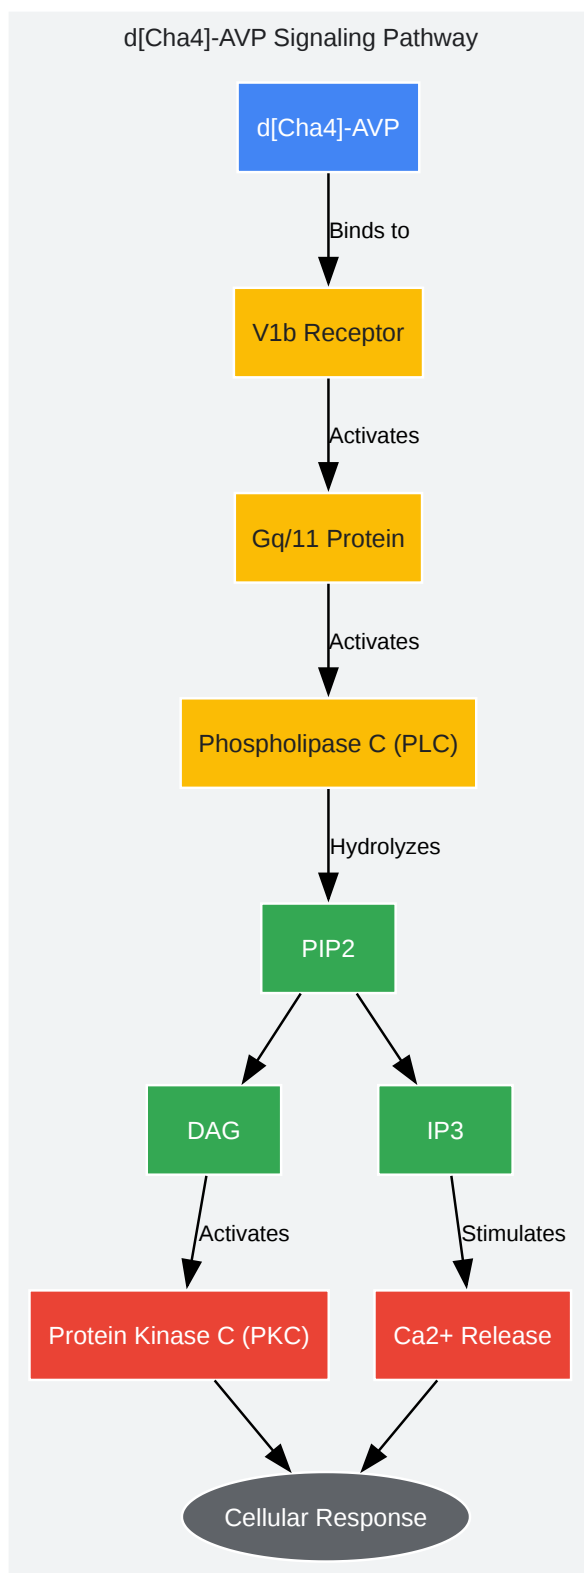 d[Cha4]-AVP Signaling Pathway
d[Cha4]-AVP
Binds to
V1b Receptor
Activates
Gq/11 Protein
Activates
Phospholipase C (PLC)
Hydrolyzes
PIP2
DAG
IP3
Activates
Stimulates
Protein Kinase C (PKC)
Ca2+ Release
Cellular Response